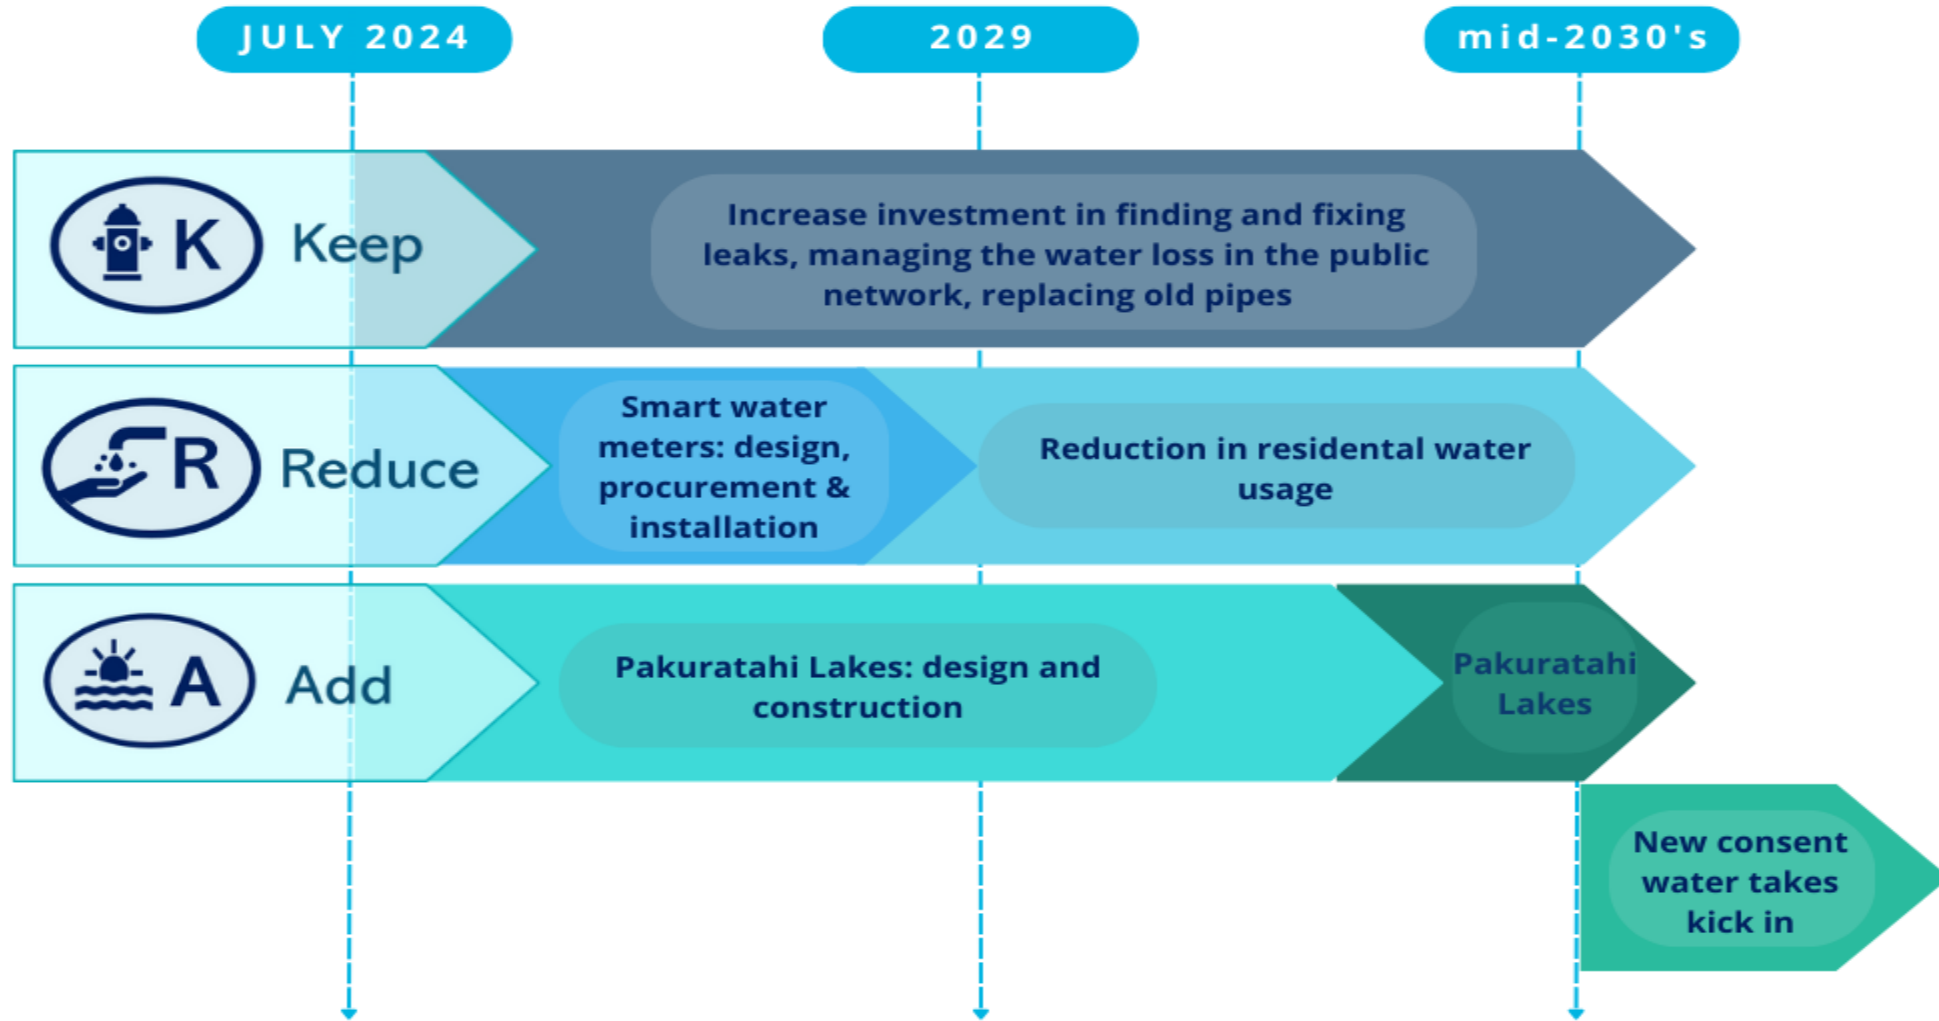 JULY 2024
2029
mid-2030's
K
Keep
Increase investment in finding and fixing
leaks, managing the water loss in the public
network, replacing old pipes
R
Reduce
Smart water
meters: design,
procurement &
installation
Reduction in residental water
usage
A
Add
Pakuratahi Lakes: design and
construction
Pakuratahi
Lakes
New consent
water takes
kick in